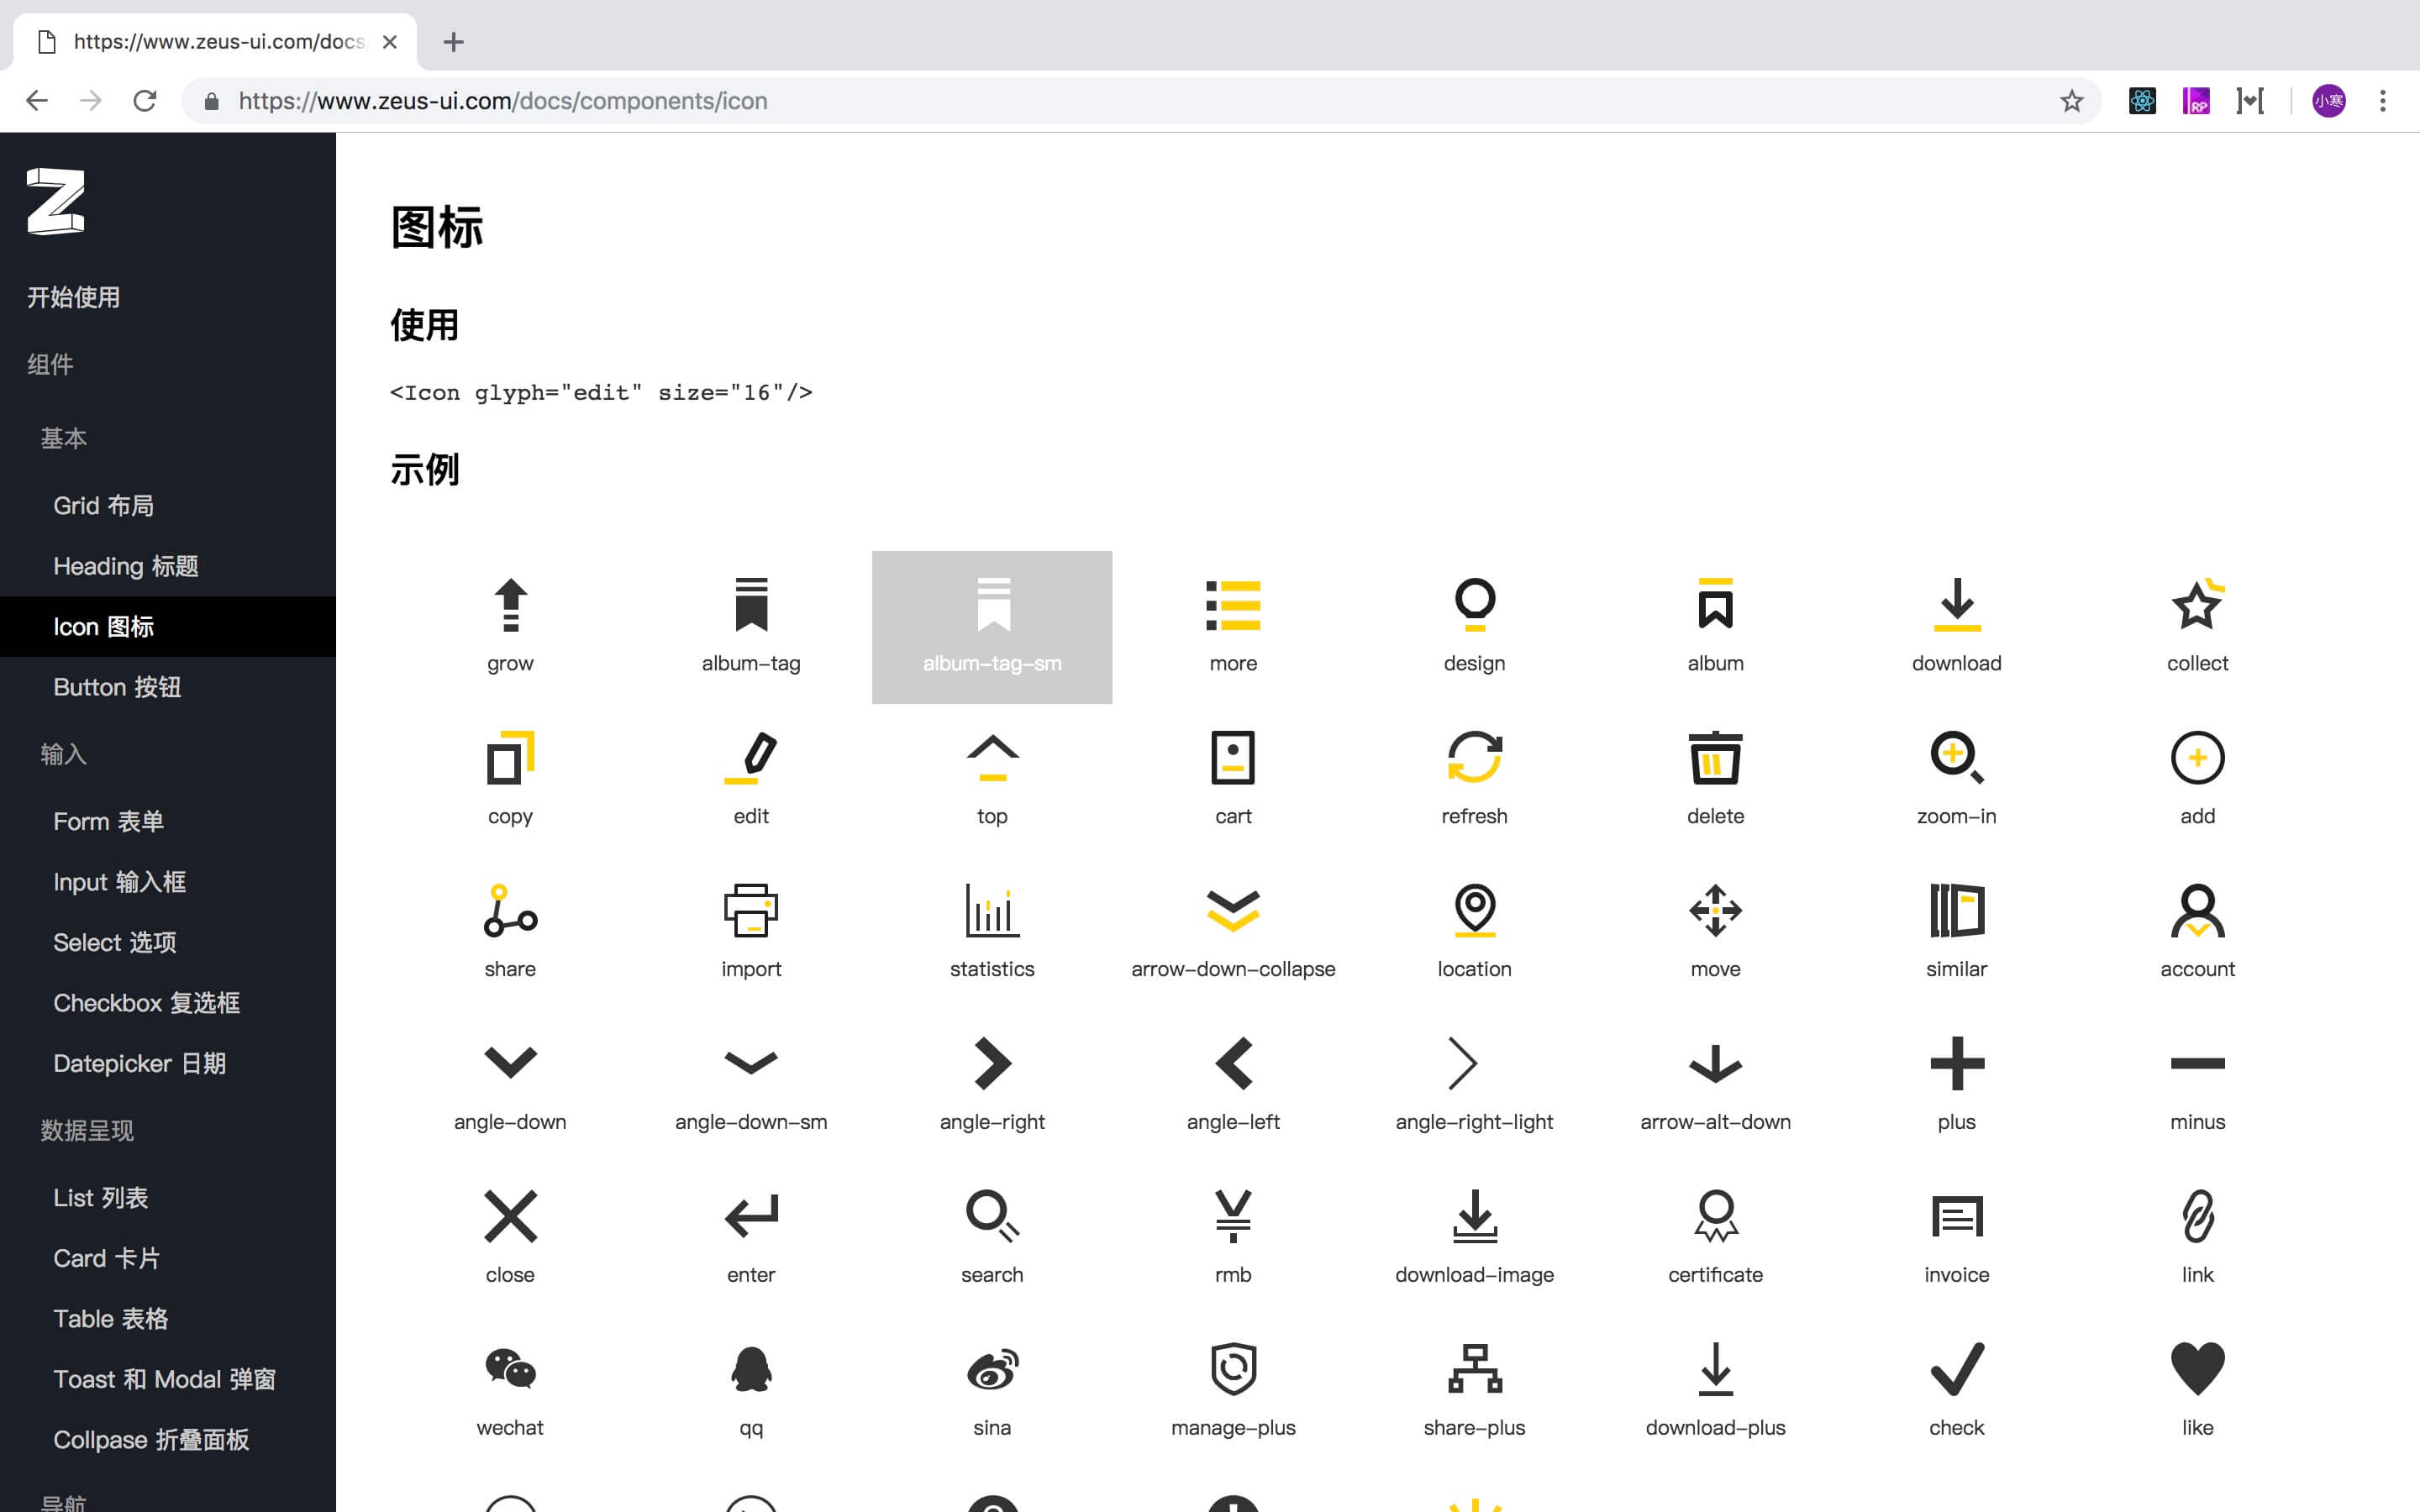 https://www.zeus-ui.com/docs
https://www.zeus-ui.com/docs/components/icon
RP
小寒
Z
开始使用
组件
基本
Grid 布局
Heading 标题
Icon 图标
Button 按钮
输入
Form 表单
Input 输入框
Select 选项
Checkbox 复选框
Datepicker 日期
数据呈现
List 列表
Card 卡片
Table 表格
Toast 和 Modal 弹窗
Collpase 折叠面板
导航
图标
使用
<Icon glyph="edit" size="16"/>
示例
grow album-tag album-tag-sm more design album download collect
copy edit top cart refresh delete zoom-in add
share import statistics arrow-down-collapse location move similar account
angle-down angle-down-sm angle-right angle-left angle-right-light arrow-alt-down plus minus
close enter search rmb download-image certificate invoice link
wechat qq sina manage-plus share-plus download-plus check like